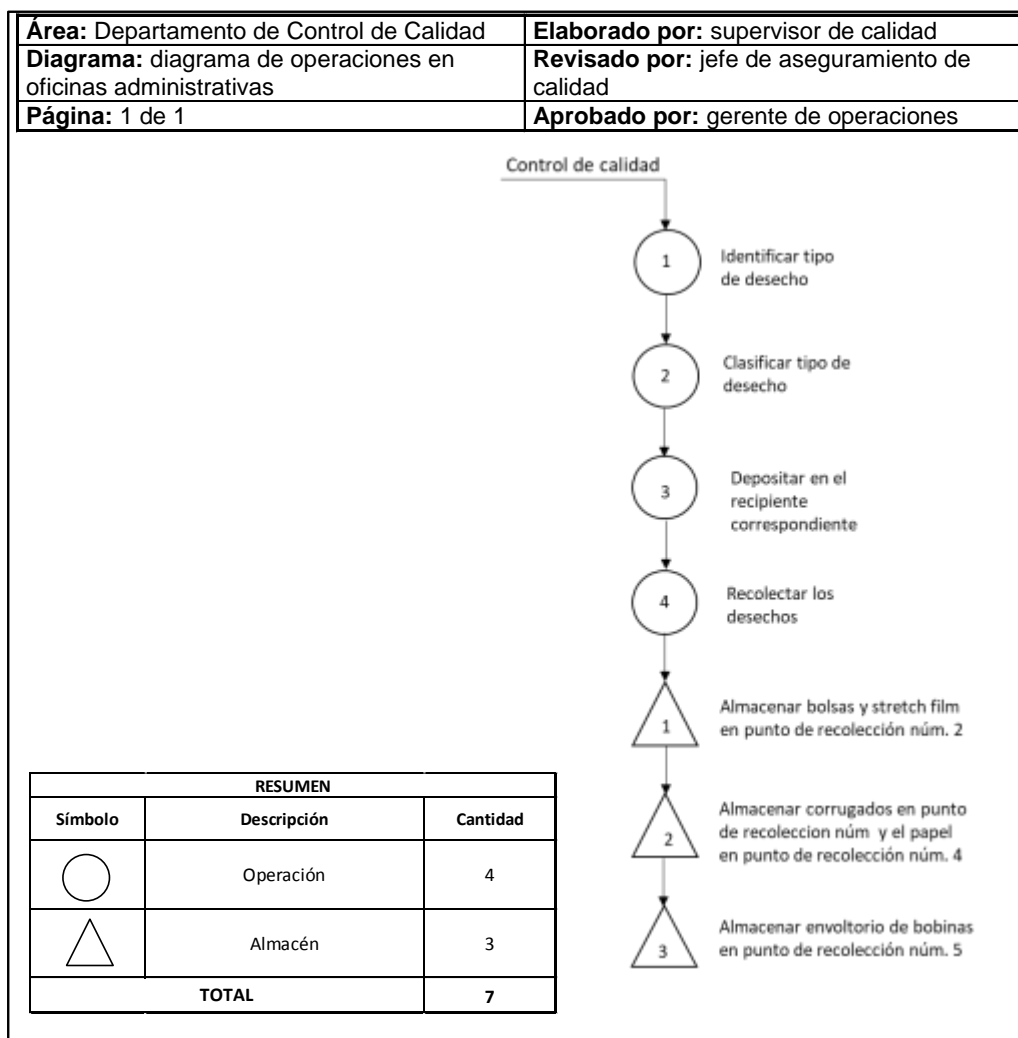 Área: Departamento de Control de Calidad
Elaborado por: supervisor de calidad
Diagrama: diagrama de operaciones en
oficinas administrativas
Revisado por: jefe de aseguramiento de
calidad
Página: 1 de 1
Aprobado por: gerente de operaciones
Control de calidad
1
Identificar tipo
de desecho
2
Clasificar tipo de
desecho
3
Depositar en el
recipiente
correspondiente
4
Recolectar los
desechos
1
Almacenar bolsas y stretch film
en punto de recolección núm. 2
2
Almacenar corrugados en punto
de recoleccion núm y el papel
en punto de recolección núm. 4
3
Almacenar envoltorio de bobinas
en punto de recolección núm. 5
RESUMEN
Símbolo Descripción Cantidad
Operación 4
Almacén 3
TOTAL 7